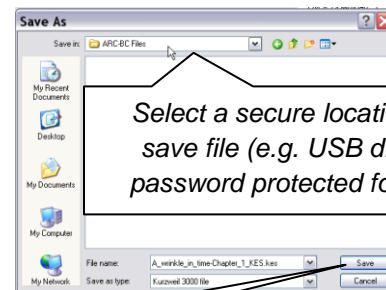 Save As
Save in: ARC-BC Files
My Recent
Documents
Desktop
Select a secure locati
save file (e.g. USB d
password protected fo
My Documents
My Computer
File name: A_wrinkle_in_time-Chapter_1_KES.kes Save
My Network Save as type: Kurzweil 3000 file Cancel